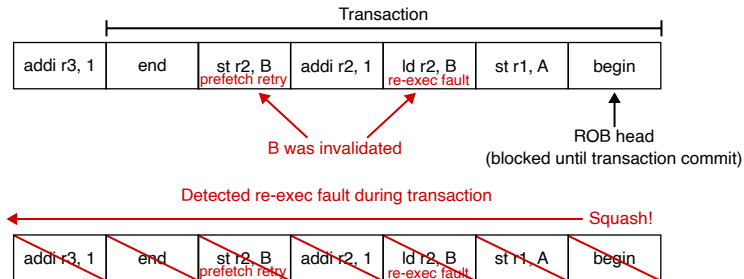 Transaction
addi r3, 1
end
st r2, B
prefetch retry
addi r2, 1
ld r2, B
re-exec fault
st r1, A
begin
B was invalidated
ROB head
(blocked until transaction commit)
Detected re-exec fault during transaction
Squash!
addi r3, 1
end
st r2, B
prefetch retry
addi r2, 1
ld r2, B
re-exec fault
st r1, A
begin